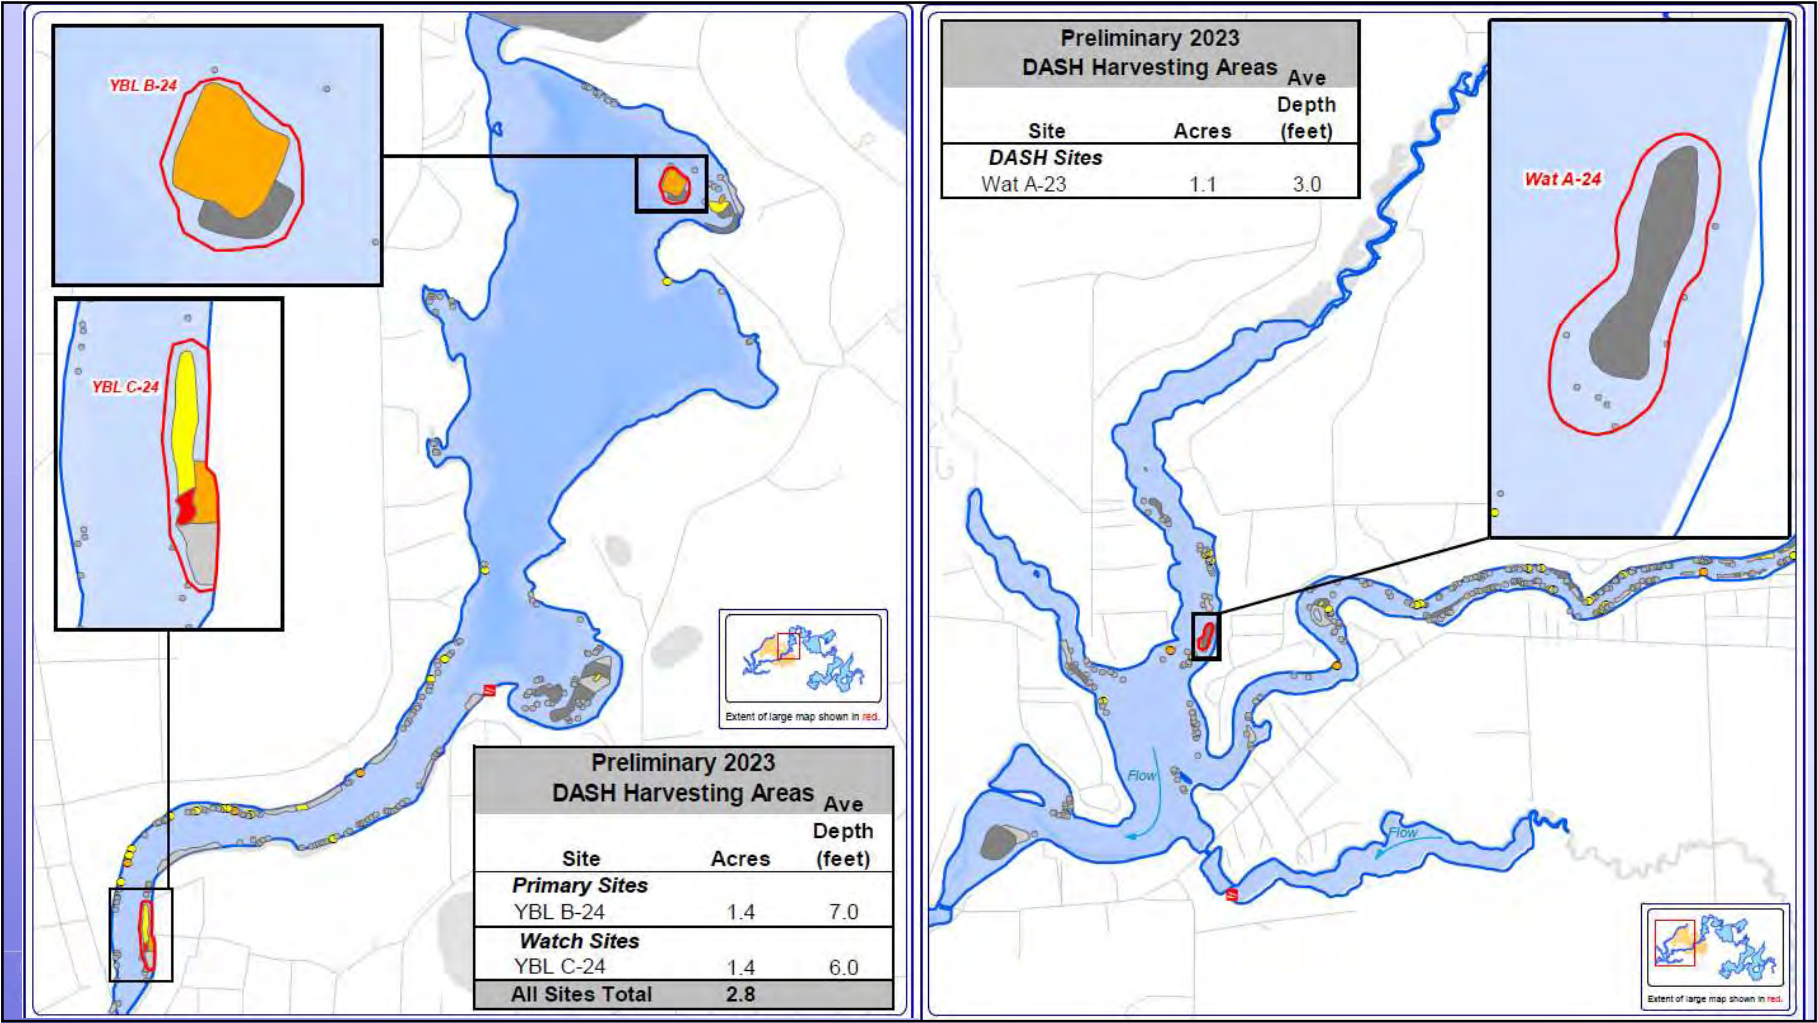 YBL B-24
YBL C-24
Extent of large map shown in red.
Preliminary 2023
DASH Harvesting Areas
Ave
Depth
Site Acres (feet)
Primary Sites
YBL B-24 1.4 7.0
Watch Sites
YBL C-24 1.4 6.0
All Sites Total 2.8
Preliminary 2023
DASH Harvesting Areas
Ave
Depth
Site Acres (feet)
DASH Sites
Wat A-23 1.1 3.0
Wat A-24
Flow
Flow
Extent of large map shown in red.